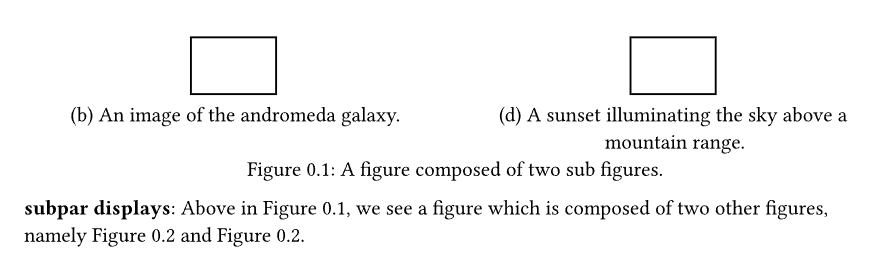 (b) An image of the andromeda galaxy.
(d) A sunset illuminating the sky above a
mountain range.
Figure 0.1: A figure composed of two sub figures.
subpar displays: Above in Figure 0.1, we see a figure which is composed of two other figures,
namely Figure 0.2 and Figure 0.2.